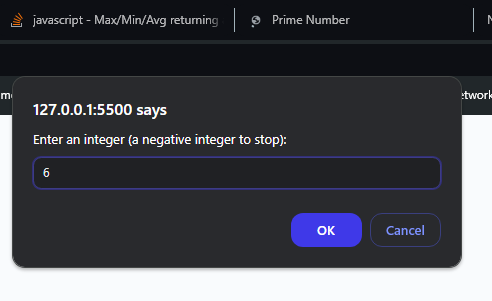 javascript - Max/Min/Avg returning
Prime Number
127.0.0.1:5500 says
Enter an integer (a negative integer to stop):
6
OK
Cancel